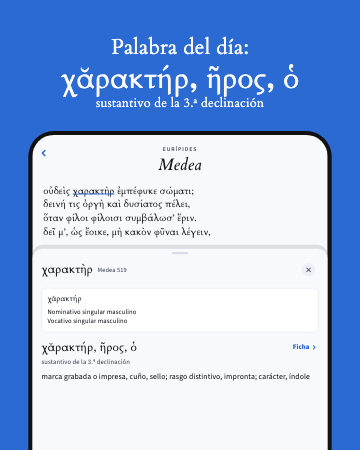 Palabra del día:
χᾰρακτήρ, ῆρος, ὁ
sustantivo de la 3.ª declinación
EURÍPIDES
Medea
οὐδεὶς χαρακτὴρ ἐμπέφυκε σώματι;
δεινή τις ὀργὴ καὶ δυσίατος πέλει,
ὅταν φίλοι φίλοισι συμβάλωσ' ἔριν.
δεῖ μ', ὡς ἔοικε, μὴ κακὸν φῦναι λέγειν,
χαρακτὴρ Medea 519
χᾰρακτήρ
Nominativo singular masculino
Vocativo singular masculino
χᾰρακτήρ, ῆρος, ὁ Ficha
sustantivo de la 3.ª declinación
marca grabada o impresa, cuño, sello; rasgo distintivo, impronta; carácter, índole